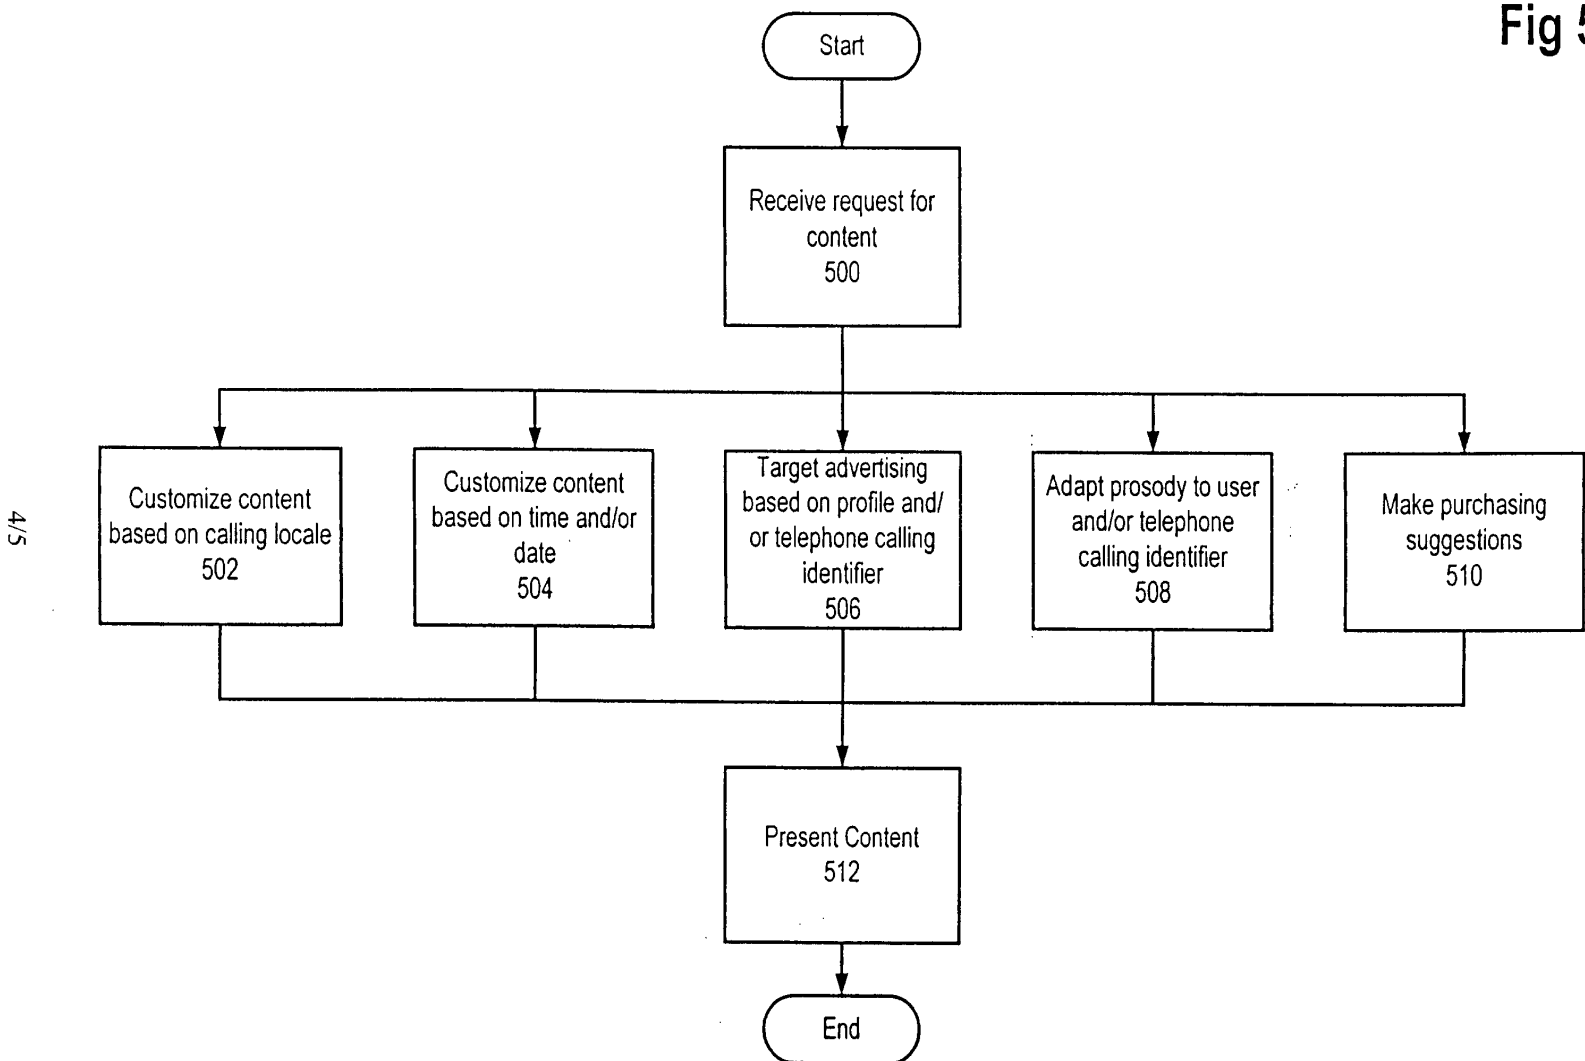 Fig 5
Start
Receive request for
content
500
Customize content
based on calling locale
502
Customize content
based on time and/or
date
504
Target advertising
based on profile and/
or telephone calling
identifier
506
Adapt prosody to user
and/or telephone
calling identifier
508
Make purchasing
suggestions
510
Present Content
512
End
4/5